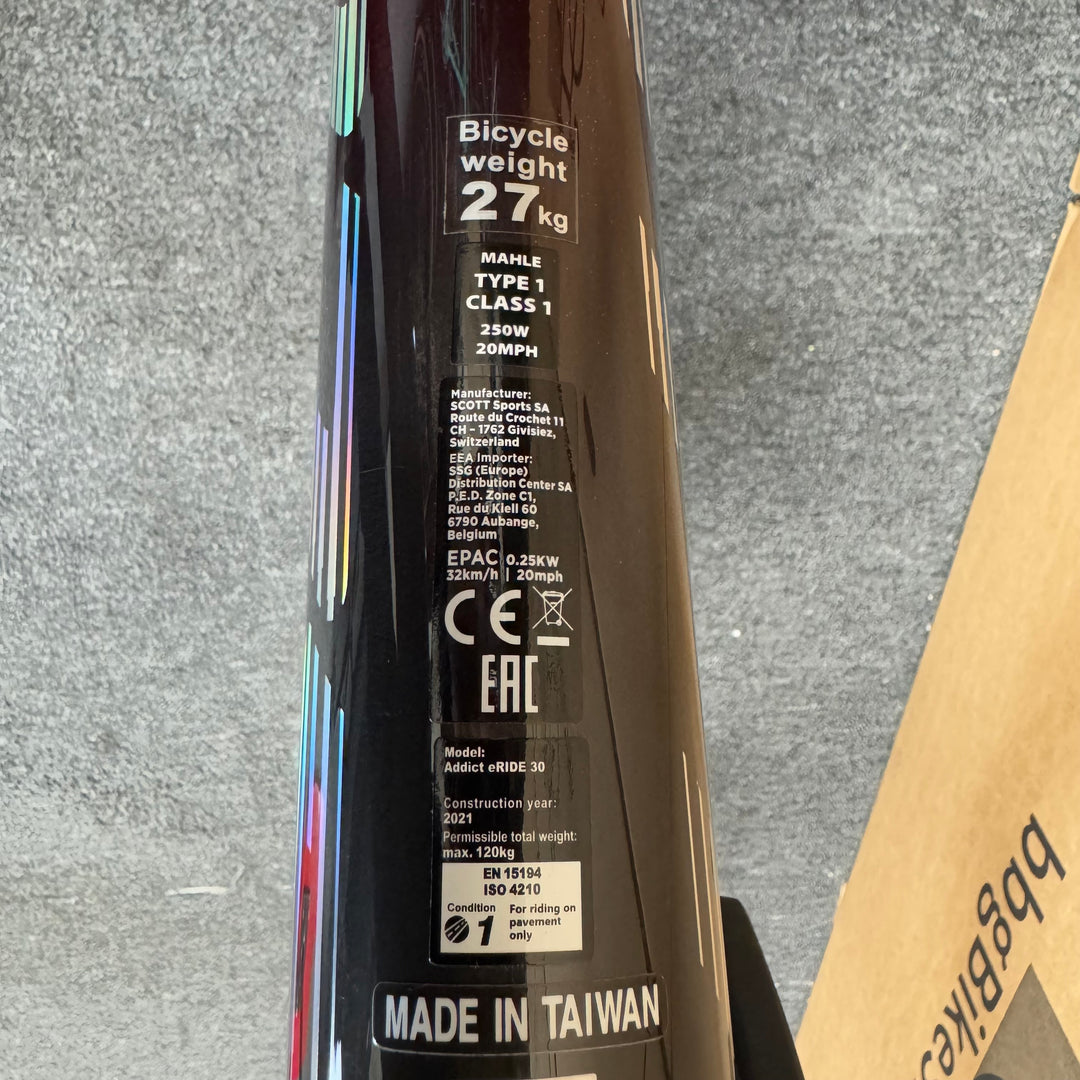 Bicycle
weight
27kg
MAHLE
TYPE 1
CLASS 1
250W
20MPH
Manufacturer:
SCOTT Sports SA
Route du Crochet 11
CH - 1762 Givisiez,
Switzerland
EEA Importer:
SSG (Europe)
Distribution Center SA
P.E.D. Zone C1,
Rue du Kiell 60
6790 Aubange,
Belgium
EPAC 0.25KW
32km/h | 20mph
CE
EAC
Model:
Addict eRIDE 30
Construction year:
2021
Permissible total weight:
max. 120kg
EN 15194
ISO 4210
Condition
1
For riding on
pavement
only
MADE IN TAIWAN
bbgBikes